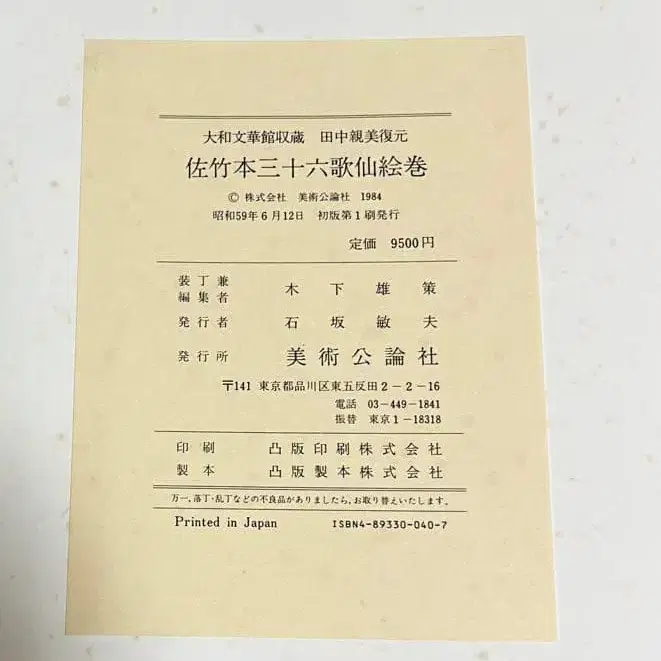 大和文華館収蔵 田中親美復元
佐竹本三十六歌仙絵巻
© 株式会社 美術公論社 1984
昭和59年6月12日 初版第1刷発行
定価 9500円
装丁兼
編集者 木下雄策
発行者 石坂敏夫
発行所 美術公論社
〒141 東京都品川区東五反田2-2-16
電話 03-449-1841
振替 東京1-18318
印刷 凸版印刷株式会社
製本 凸版製本株式会社
万一、落丁・乱丁などの不良品がありましたら、お取り替えいたします。
Printed in Japan ISBN4-89330-040-7